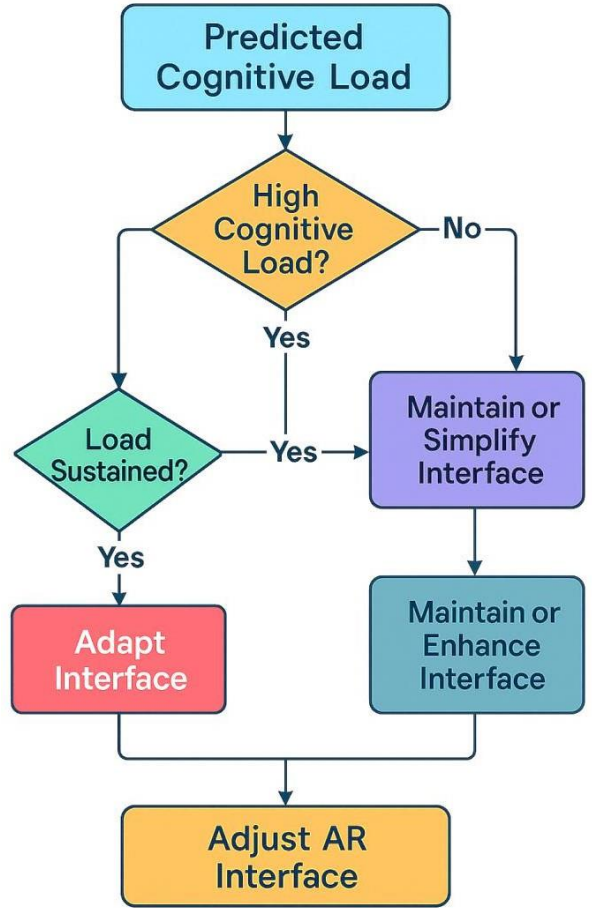 Predicted
Cognitive Load
High
Cognitive
Load?
No
Yes
Load
Sustained?
Yes
Maintain or
Simplify
Interface
Yes
Adapt
Interface
Maintain or
Enhance
Interface
Adjust AR
Interface